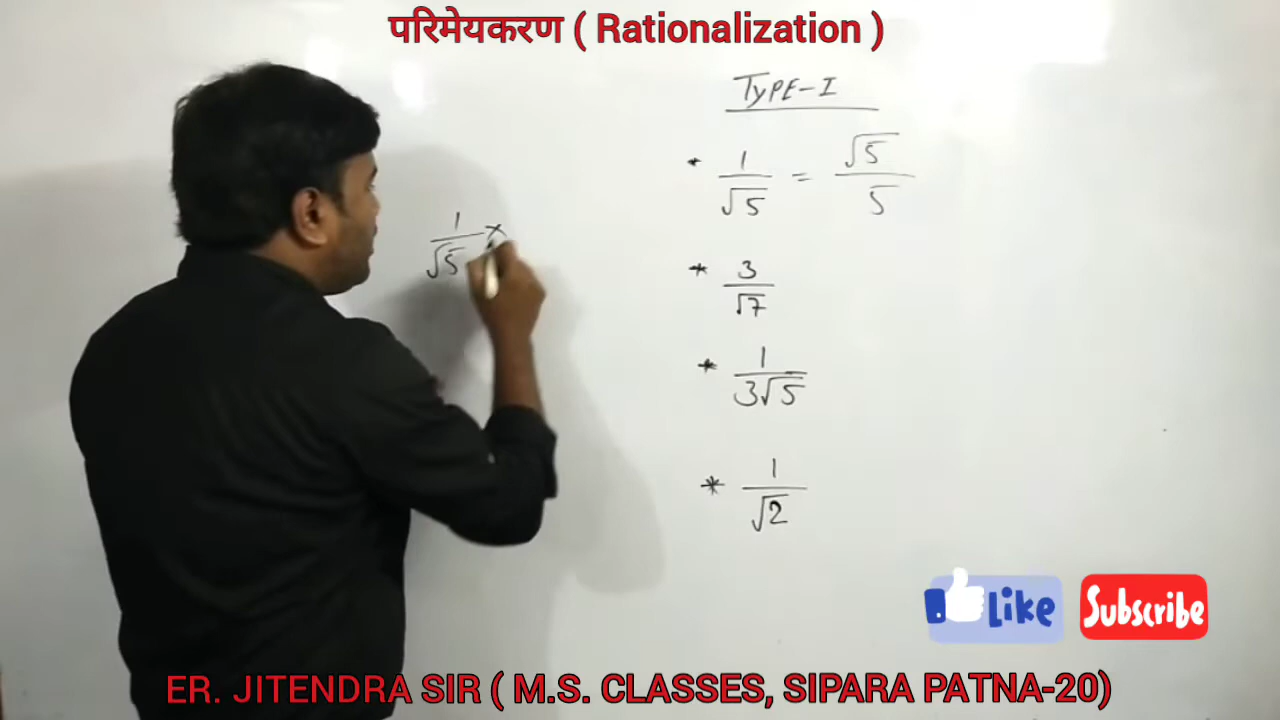 परिमेयकरण ( Rationalization )
TYPE-I
* 1/√5 = √5/5
1/√5 ×
* 3/√7
* 1/3√5
* 1/√2
Like
Subscribe
ER. JITENDRA SIR ( M.S. CLASSES, SIPARA PATNA-20)